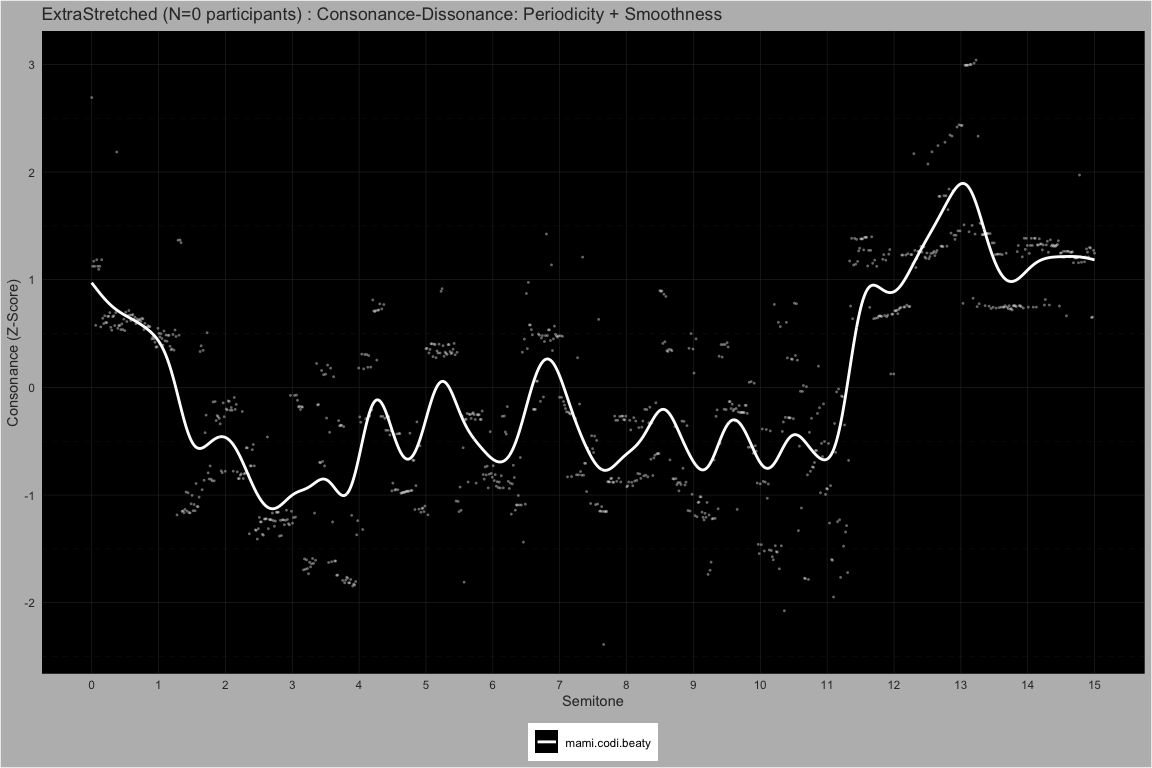 ExtraStretched (N=0 participants) : Consonance-Dissonance: Periodicity + Smoothness
Consonance (Z-Score)
3
2
1
0
-1
-2
0 1 2 3 4 5 6 7 8 9 10 11 12 13 14 15
Semitone
mami.codi.beaty